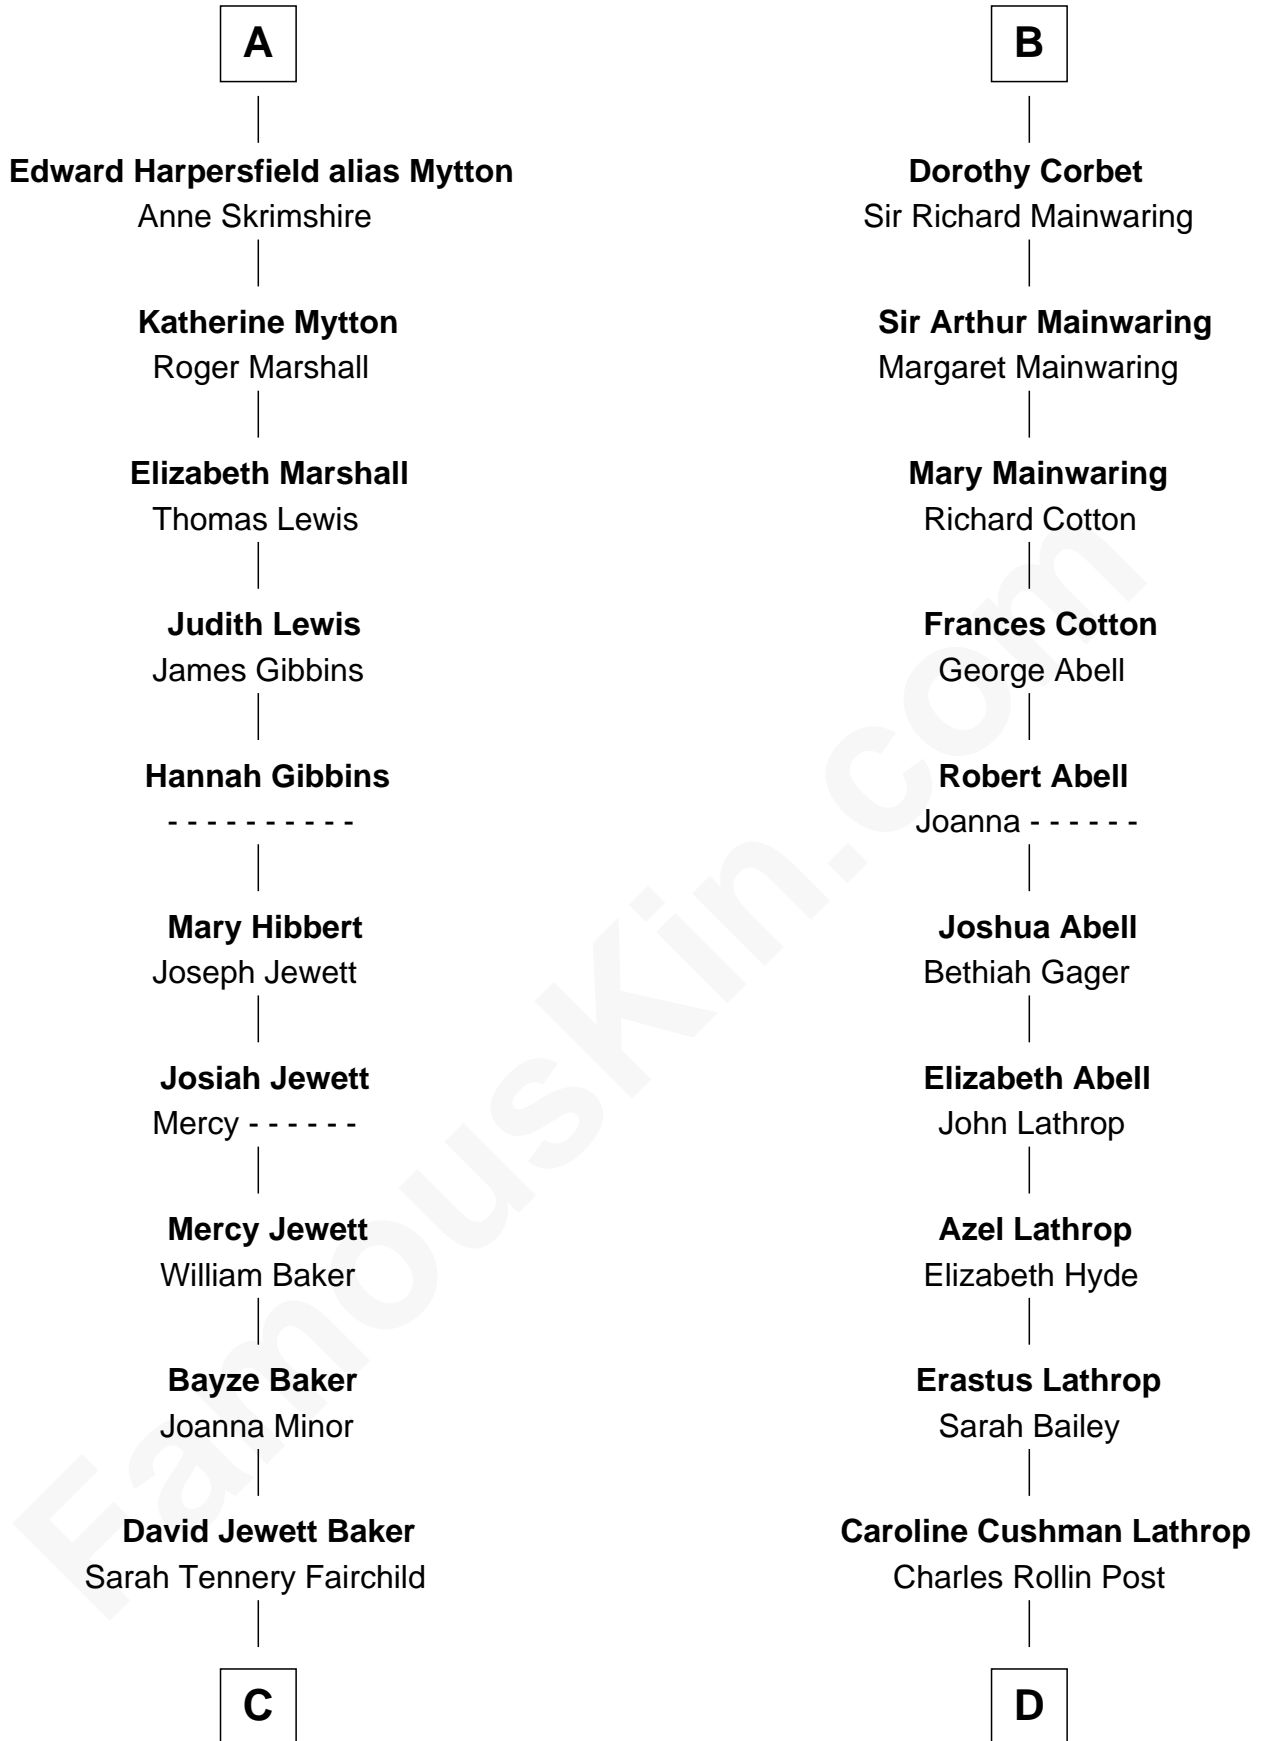 A
Edward Harpersfield alias Mytton
Anne Skrimshire
Katherine Mytton
Roger Marshall
Elizabeth Marshall
Thomas Lewis
Judith Lewis
James Gibbins
Hannah Gibbins
- - - - - - - - - -
Mary Hibbert
Joseph Jewett
Josiah Jewett
Mercy - - - - - -
Mercy Jewett
William Baker
Bayze Baker
Joanna Minor
David Jewett Baker
Sarah Tennery Fairchild
C
B
Dorothy Corbet
Sir Richard Mainwaring
Sir Arthur Mainwaring
Margaret Mainwaring
Mary Mainwaring
Richard Cotton
Frances Cotton
George Abell
Robert Abell
Joanna - - - - - -
Joshua Abell
Bethiah Gager
Elizabeth Abell
John Lathrop
Azel Lathrop
Elizabeth Hyde
Erastus Lathrop
Sarah Bailey
Caroline Cushman Lathrop
Charles Rollin Post
D
FamousKin.com